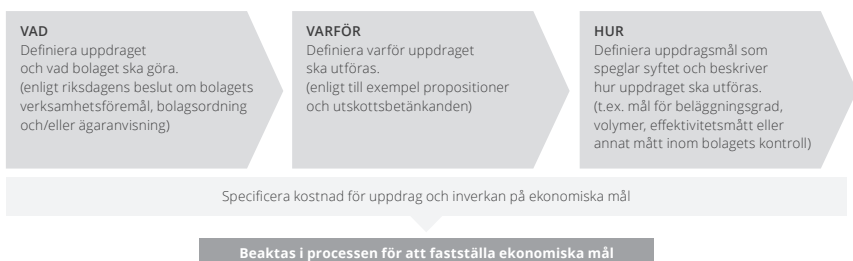 VAD
Definiera uppdraget
och vad bolaget ska göra.
(enligt riksdagens beslut om bolagets
verksamhetsföremål, bolagsordning
och/eller ägaranvisning)
VARFÖR
Definiera varför uppdraget
ska utföras.
(enligt till exempel propositioner
och utskottsbetänkanden)
HUR
Definiera uppdragsmål som
speglar syftet och beskriver
hur uppdraget ska utföras.
(t.ex. mål för beläggningsgrad,
volymer, effektivitetsmått eller
annat mått inom bolagets kontroll)
Specificera kostnad för uppdrag och inverkan på ekonomiska mål
Beaktas i processen för att fastställa ekonomiska mål